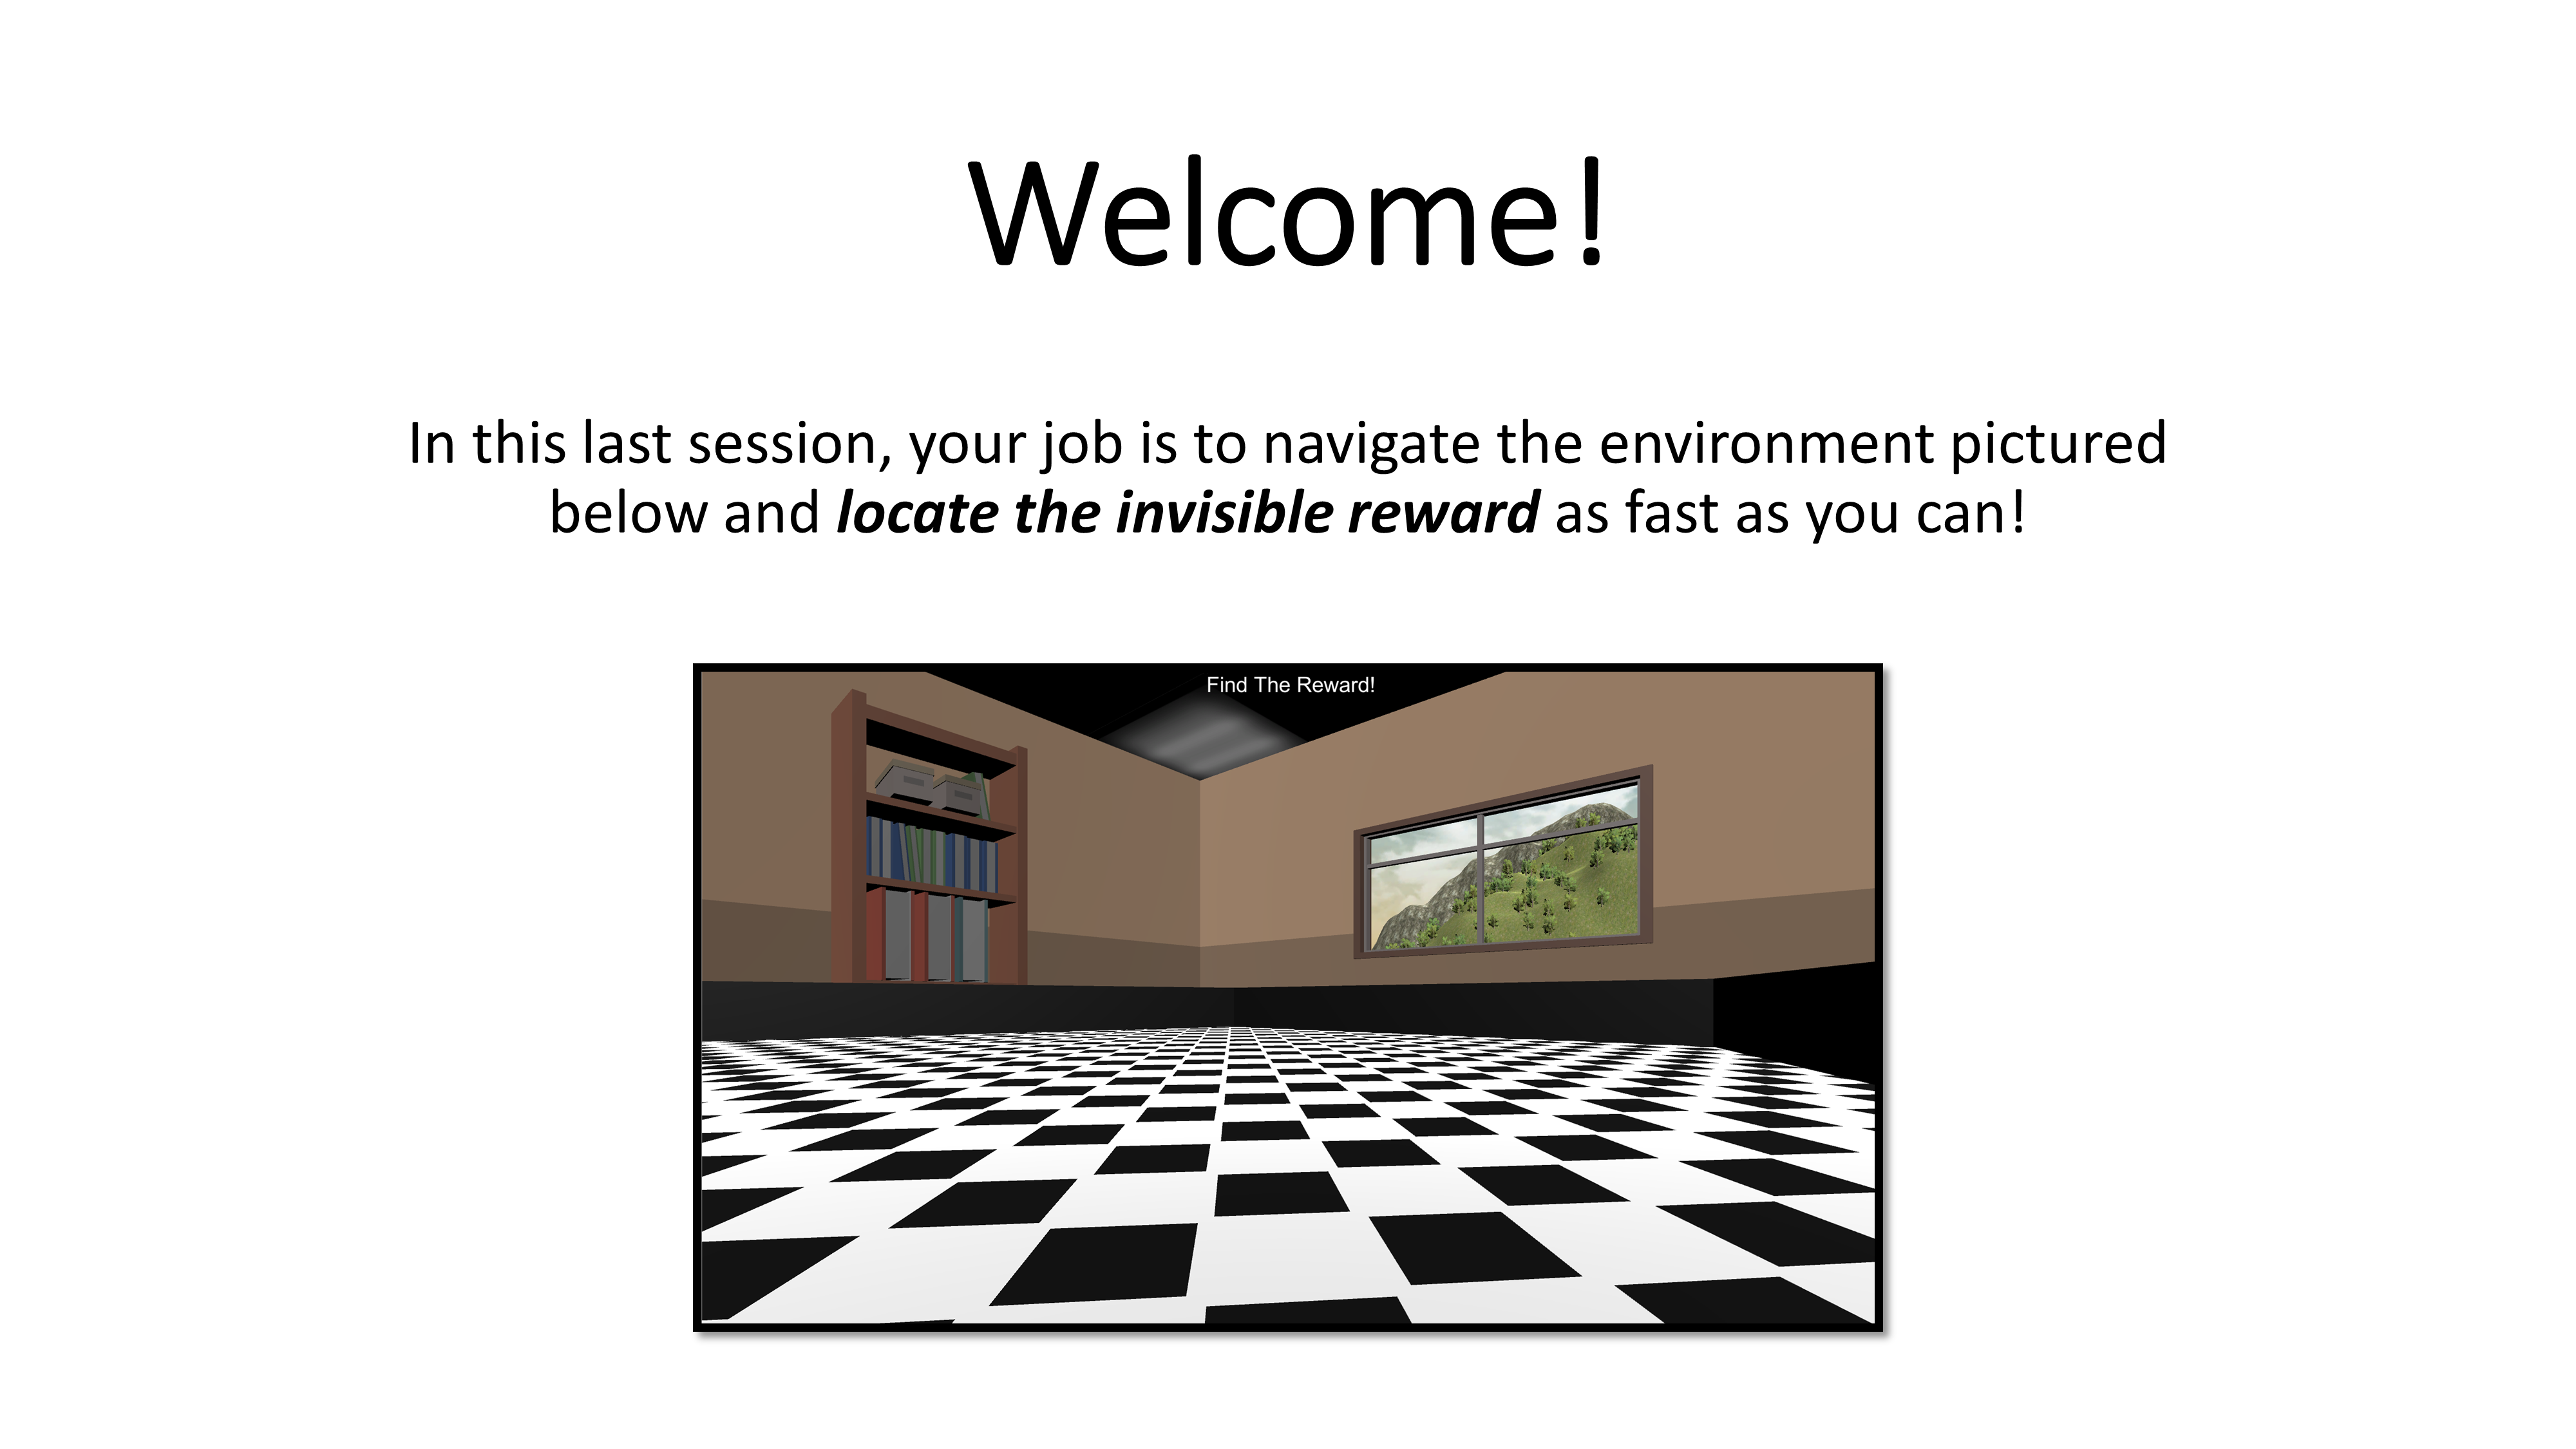 Welcome!
In this last session, your job is to navigate the environment pictured
below and locate the invisible reward as fast as you can!
Find The Reward!